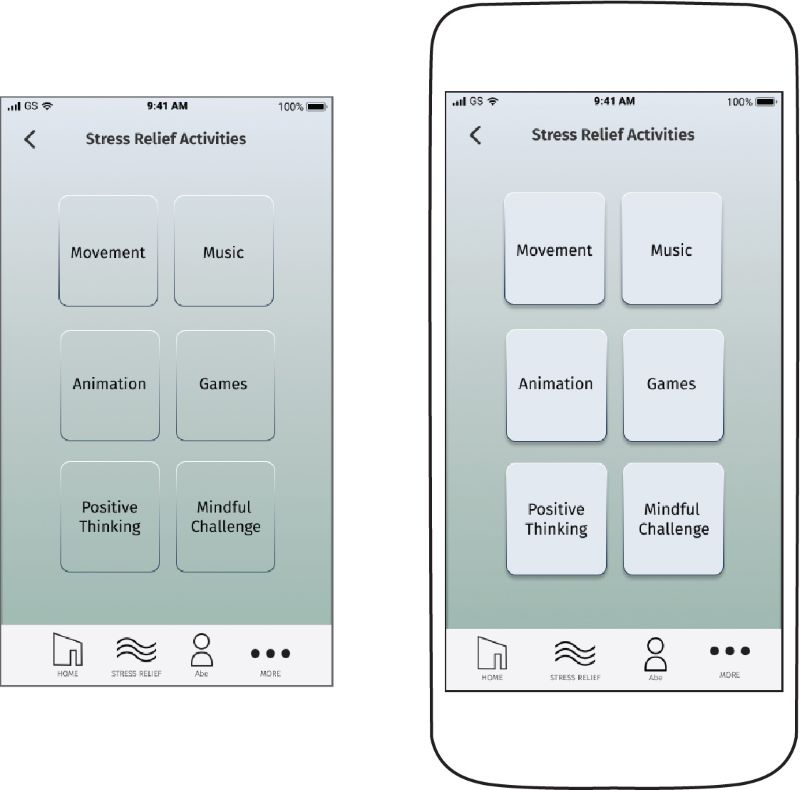 GS 9:41 AM 100%
Stress Relief Activities
Movement Music
Animation Games
Positive Mindful
Thinking Challenge
HOME STRESS RELIEF Abe MORE
GS 9:41 AM 100%
Stress Relief Activities
Movement Music
Animation Games
Positive Mindful
Thinking Challenge
HOME STRESS RELIEF Abe MORE